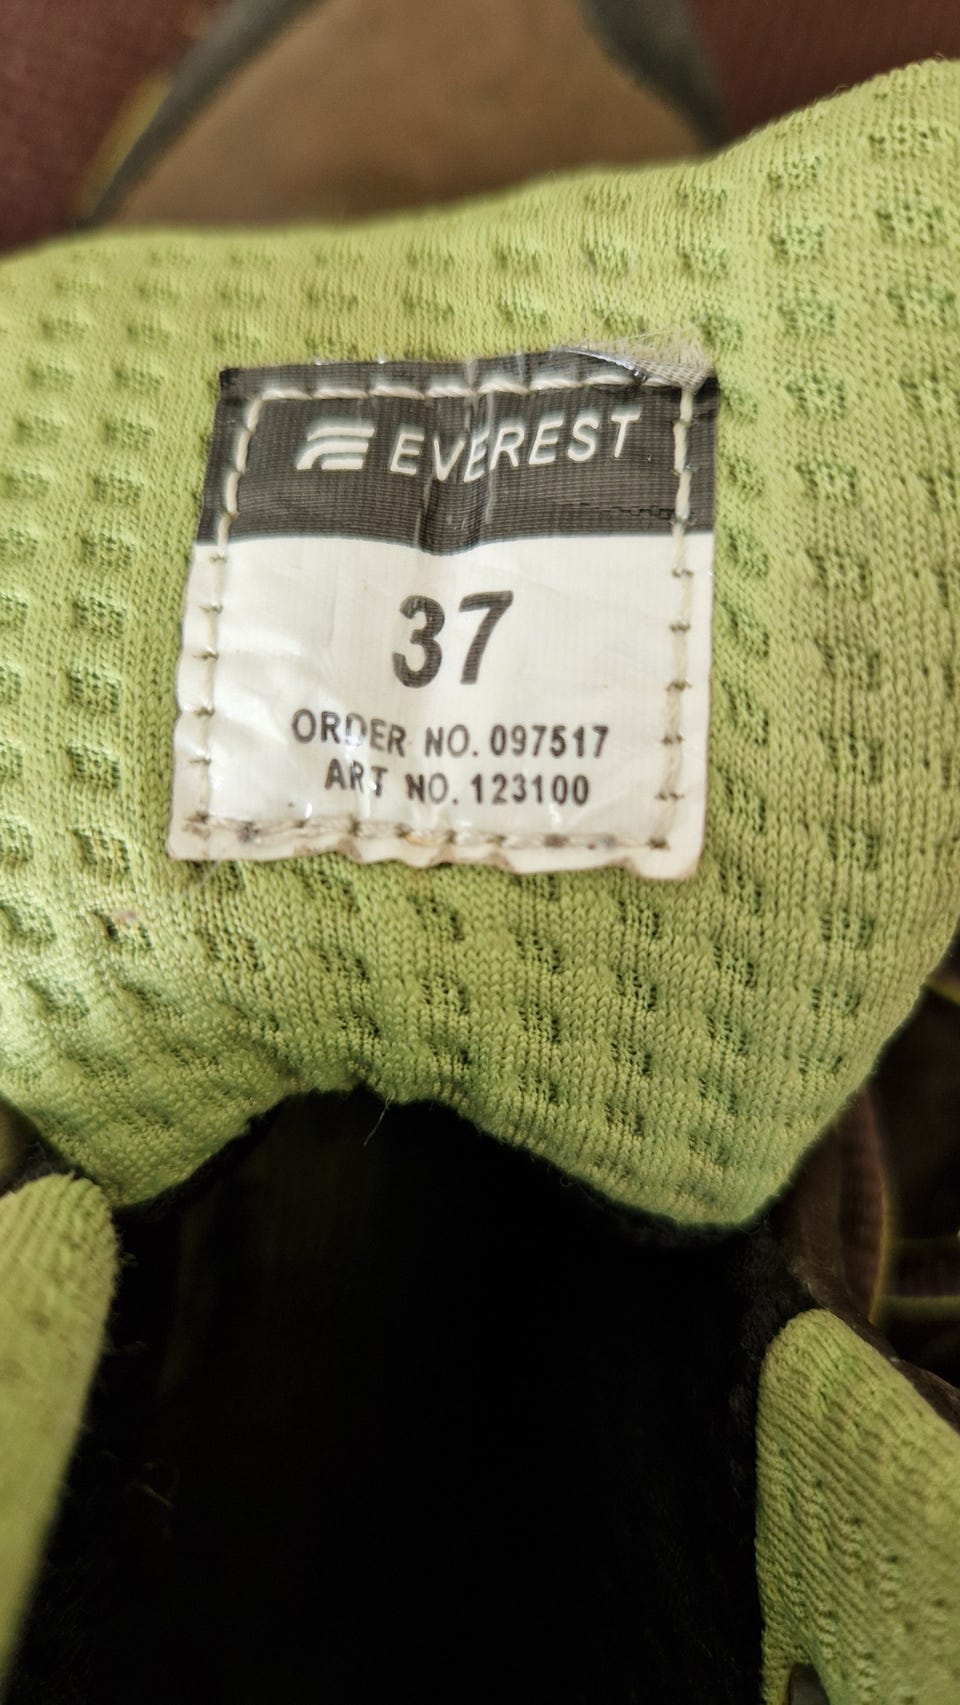 EVEREST
37
ORDER NO. 097517
ART NO. 123100